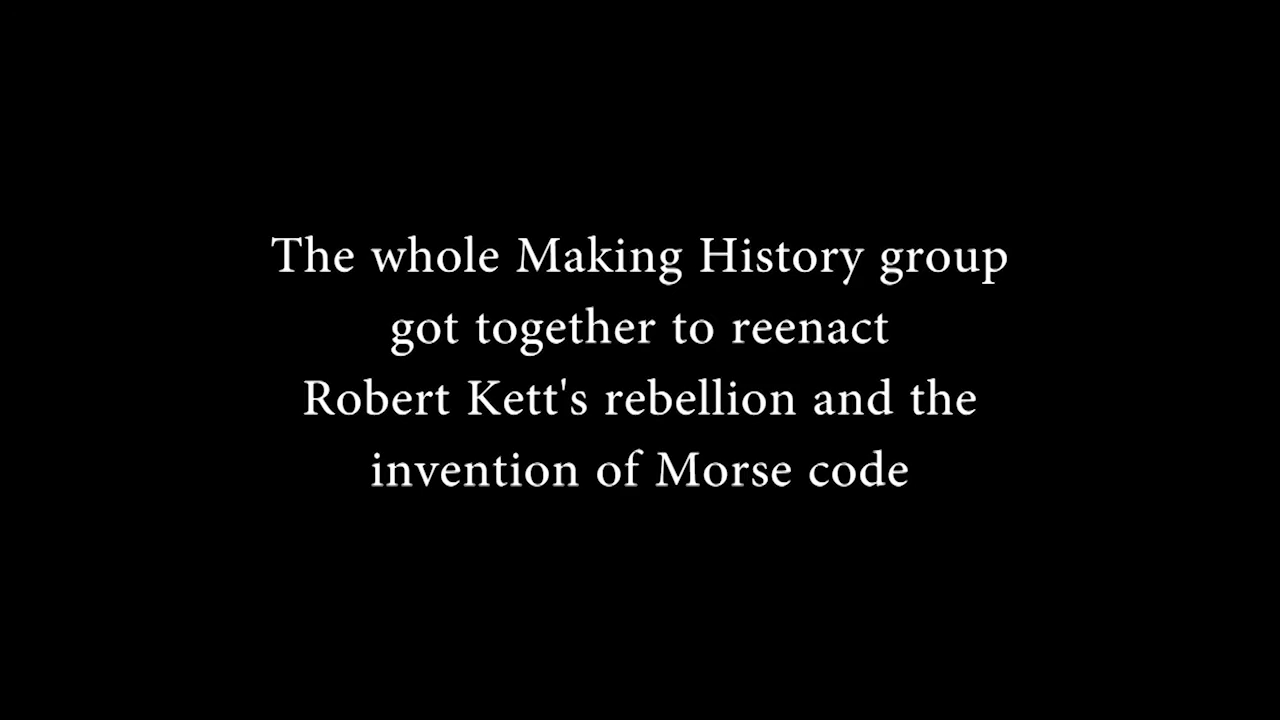 The whole Making History group
got together to reenact
Robert Kett's rebellion and the
invention of Morse code